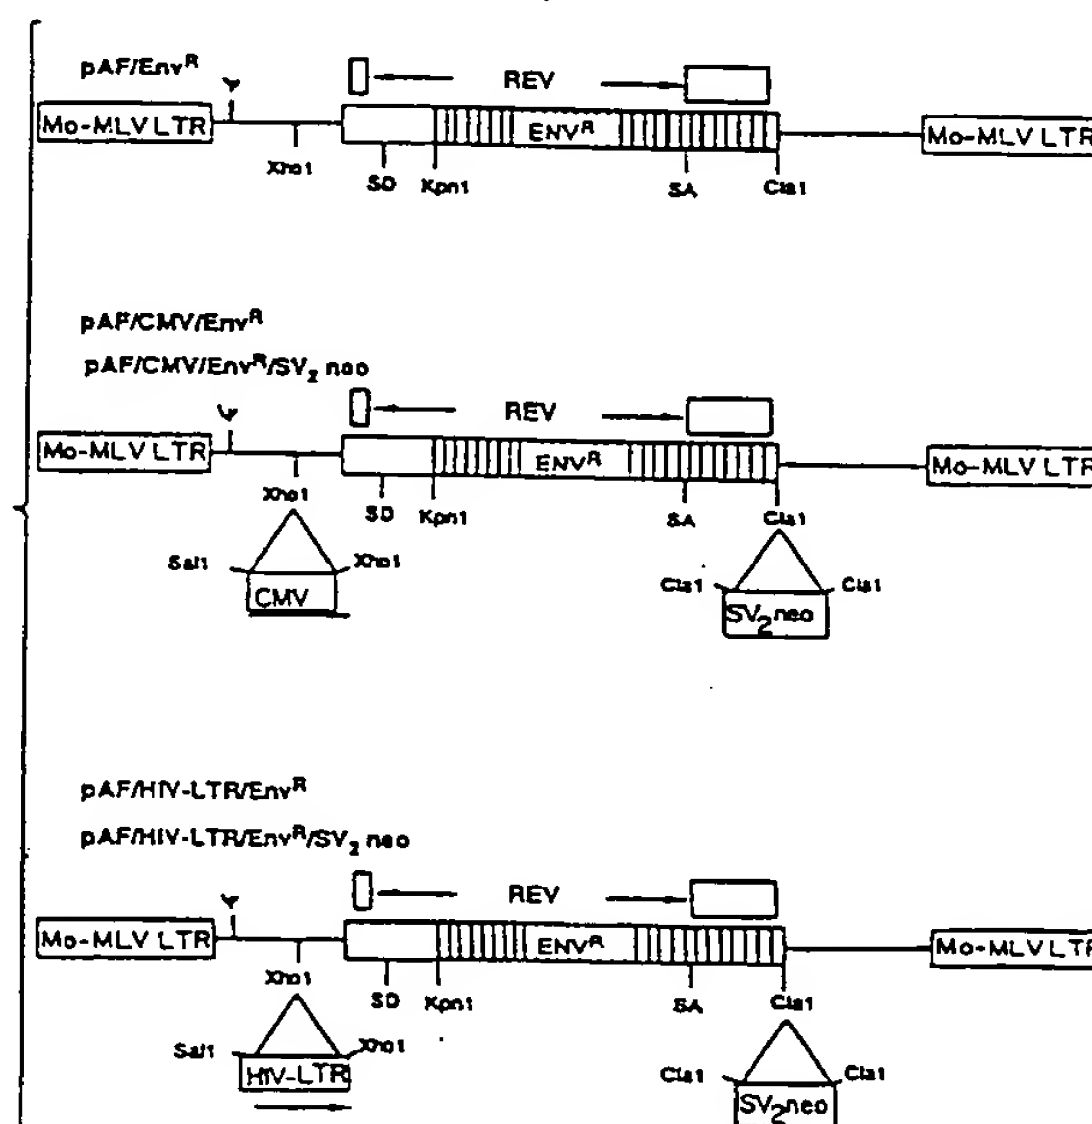 pAF/Env^R
REV
Mo-MLV LTR ENV^R Mo-MLV LTR
Xho1
SD Kpn1 SA Cla1
pAF/CMV/Env^R
pAF/CMV/Env^R/SV₂ neo
REV
Mo-MLV LTR ENV^R Mo-MLV LTR
Xho1
SD Kpn1 SA Cla1
Sal1 Xho1
CMV
Cla1 Cla1
SV₂neo
pAF/HIV-LTR/Env^R
pAF/HIV-LTR/Env^R/SV₂ neo
REV
Mo-MLV LTR ENV^R Mo-MLV LTR
Xho1
SD Kpn1 SA Cla1
Sal1 Xho1
HIV-LTR
Cla1 Cla1
SV₂neo